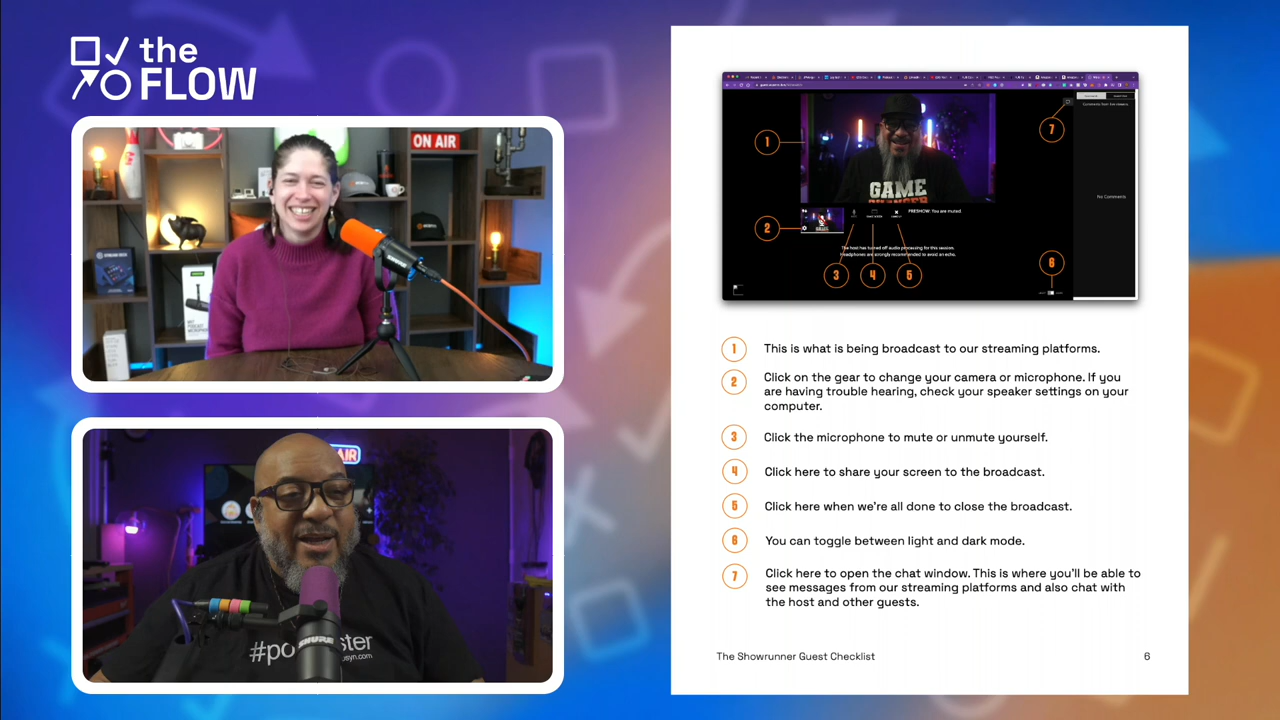 the
FLOW
ON AIR
AIR
#po
ster
syn.com
SHURE
GAME
CHANGER
PRESHOW. You are muted.
The host has turned off audio processing for this session.
Headphones are strongly recommended to avoid an echo.
No Comments
1
2
3
4
5
6
7
1 This is what is being broadcast to our streaming platforms.
2 Click on the gear to change your camera or microphone. If you
are having trouble hearing, check your speaker settings on your
computer.
3 Click the microphone to mute or unmute yourself.
4 Click here to share your screen to the broadcast.
5 Click here when we're all done to close the broadcast.
6 You can toggle between light and dark mode.
7 Click here to open the chat window. This is where you'll be able to
see messages from our streaming platforms and also chat with
the host and other guests.
The Showrunner Guest Checklist 6